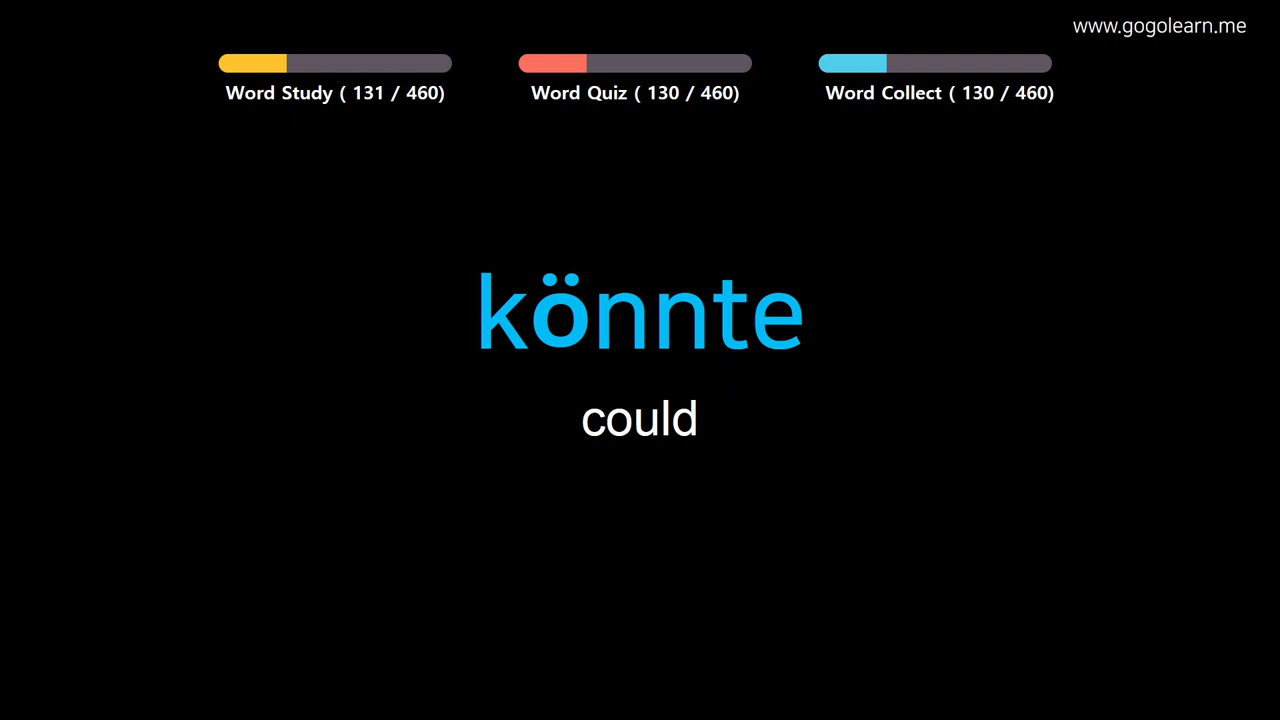 www.gogolearn.me
Word Study ( 131 / 460)
Word Quiz ( 130 / 460)
Word Collect ( 130 / 460)
könnte
could